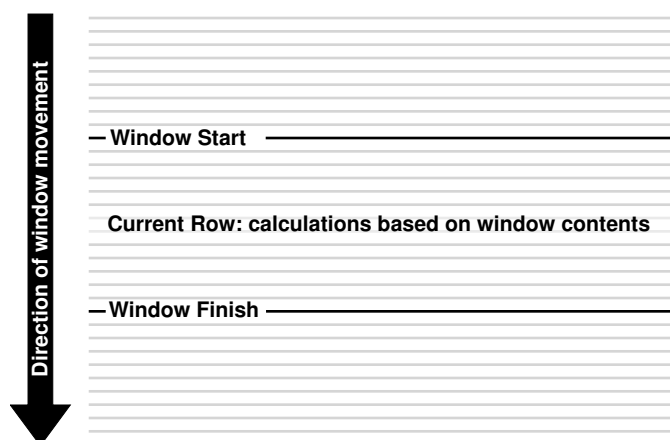 Direction of window movement
Window Start
Current Row: calculations based on window contents
Window Finish